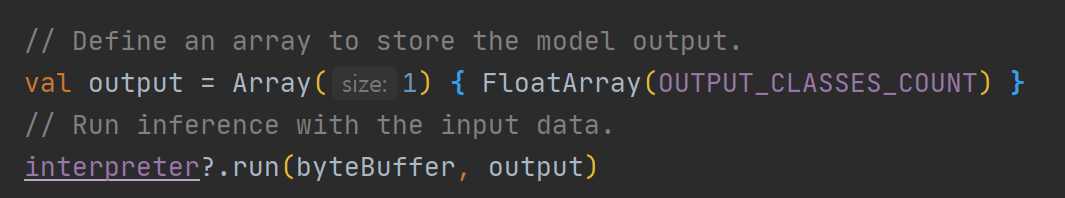 // Define an array to store the model output.
val output = Array( size: 1) { FloatArray(OUTPUT_CLASSES_COUNT) }
// Run inference with the input data.
interpreter?.run(byteBuffer, output)